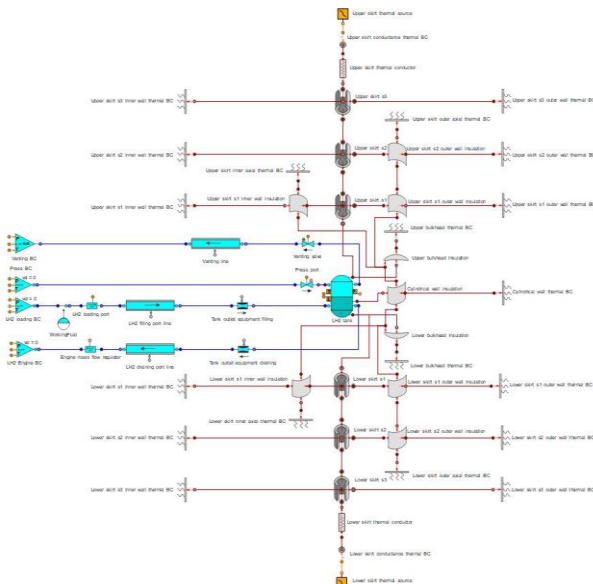 Upper skirt thermal source
Upper skirt conductance thermal BC
Upper skirt thermal conductor
Upper skirt s3
Upper skirt s3 inner wall thermal BC
Upper skirt s3 outer wall thermal BC
Upper skirt outer axial thermal BC
Upper skirt s2
Upper skirt s2 inner wall thermal BC
Upper skirt s2 outer wall insulation
Upper skirt s2 outer wall thermal BC
Upper skirt inner axial thermal BC
Upper skirt s1
Upper skirt s1 inner wall thermal BC
Upper skirt s1 inner wall insulation
Upper skirt s1 outer wall insulation
Upper skirt s1 outer wall thermal BC
Upper bulkhead thermal BC
Venting BC
Venting line
Venting valve
Upper bulkhead insulation
Press BC
Press port
LH2 loading BC
LH2 loading port
LH2 filling port line
Tank outlet equipment filling
LH2 tank
Cylindrical wall insulation
Cylindrical wall thermal BC
WorkingFluid
LH2 Engine BC
Engine mass flow regulator
LH2 draining port line
Tank outlet equipment draining
Lower bulkhead insulation
Lower bulkhead thermal BC
Lower skirt s1 inner wall thermal BC
Lower skirt s1 inner wall insulation
Lower skirt s1
Lower skirt s1 outer wall insulation
Lower skirt s1 outer wall thermal BC
Lower skirt inner axial thermal BC
Lower skirt s2 inner wall thermal BC
Lower skirt s2
Lower skirt s2 outer wall insulation
Lower skirt s2 outer wall thermal BC
Lower skirt outer axial thermal BC
Lower skirt s3
Lower skirt s3 inner wall thermal BC
Lower skirt s3 outer wall thermal BC
Lower skirt thermal conductor
Lower skirt conductance thermal BC
Lower skirt thermal source